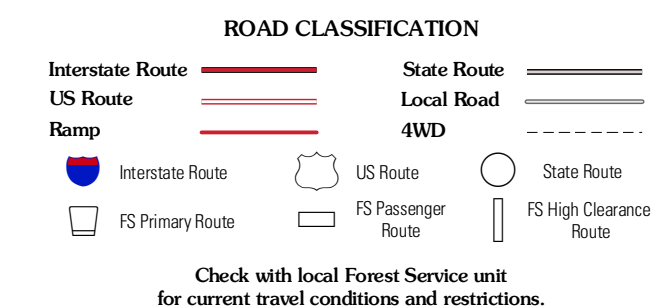 ROAD CLASSIFICATION
Interstate Route
State Route
US Route
Local Road
Ramp
4WD
Interstate Route
US Route
State Route
FS Primary Route
FS Passenger
Route
FS High Clearance
Route
Check with local Forest Service unit
for current travel conditions and restrictions.